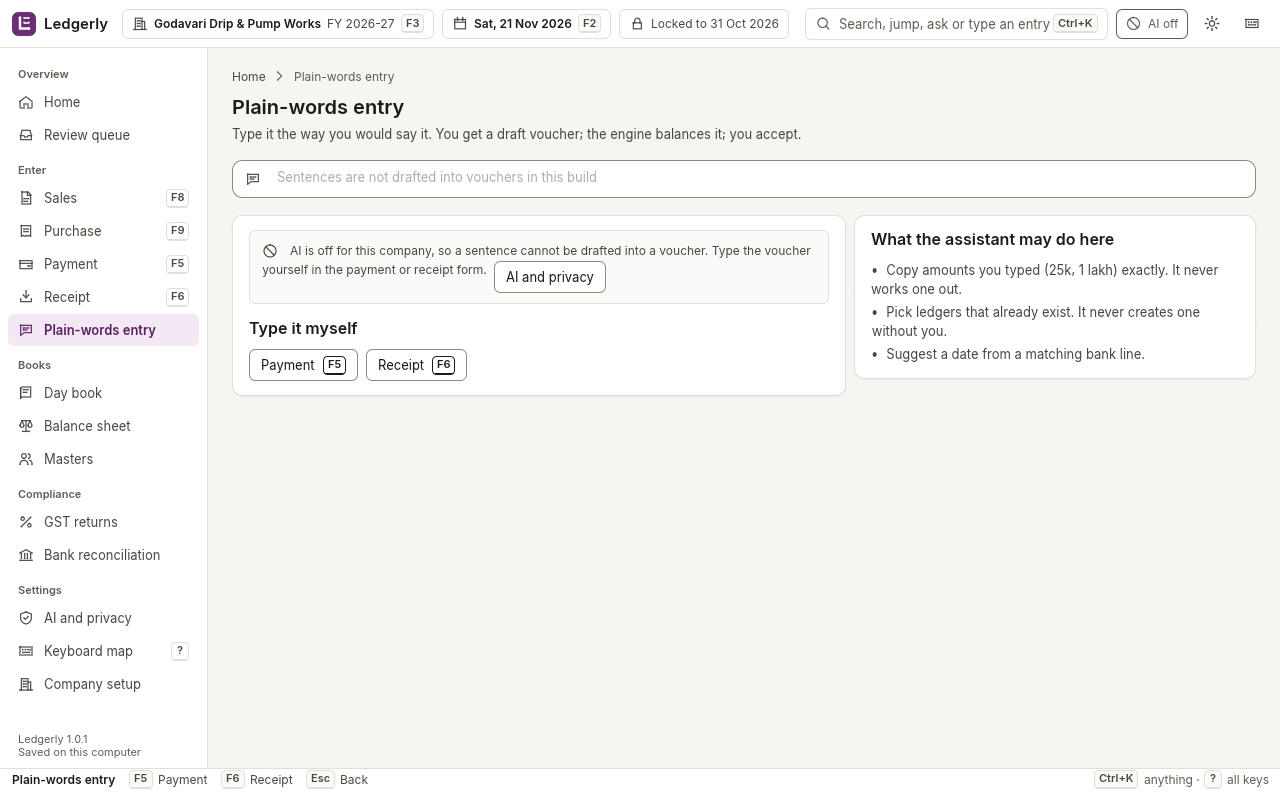 Ledgerly
Godavari Drip & Pump Works FY 2026-27 F3
Sat, 21 Nov 2026 F2
Locked to 31 Oct 2026
Search, jump, ask or type an entry Ctrl+K
AI off
Overview
Home
Review queue
Enter
Sales F8
Purchase F9
Payment F5
Receipt F6
Plain-words entry
Books
Day book
Balance sheet
Masters
Compliance
GST returns
Bank reconciliation
Settings
AI and privacy
Keyboard map ?
Company setup
Ledgerly 1.0.1
Saved on this computer
Home > Plain-words entry
Plain-words entry
Type it the way you would say it. You get a draft voucher; the engine balances it; you accept.
Sentences are not drafted into vouchers in this build
AI is off for this company, so a sentence cannot be drafted into a voucher. Type the voucher
yourself in the payment or receipt form. AI and privacy
Type it myself
Payment F5 Receipt F6
What the assistant may do here
• Copy amounts you typed (25k, 1 lakh) exactly. It never
works one out.
• Pick ledgers that already exist. It never creates one
without you.
• Suggest a date from a matching bank line.
Plain-words entry F5 Payment F6 Receipt Esc Back
Ctrl+K anything · ? all keys